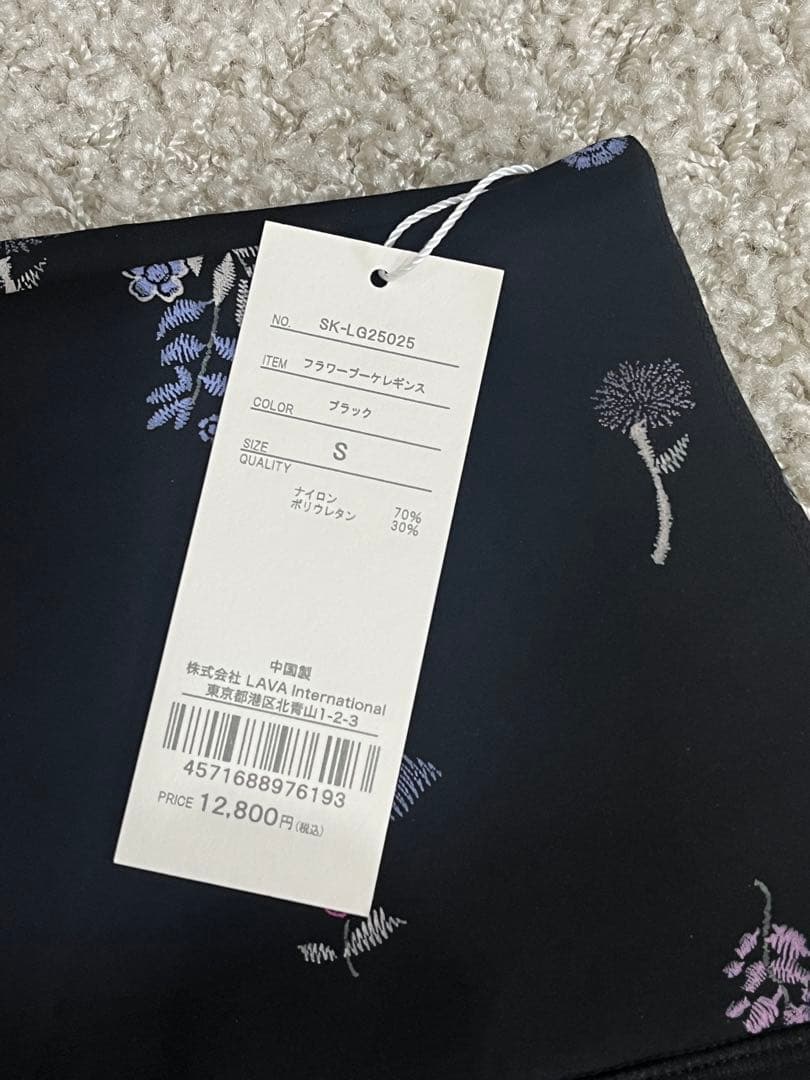 NO. SK-LG25025
ITEM フラワーブーケレギンス
COLOR ブラック
SIZE S
QUALITY
ナイロン 70%
ポリウレタン 30%
中国製
株式会社 LAVA International
東京都港区北青山1-2-3
4571688976193
PRICE 12,800円(税込)